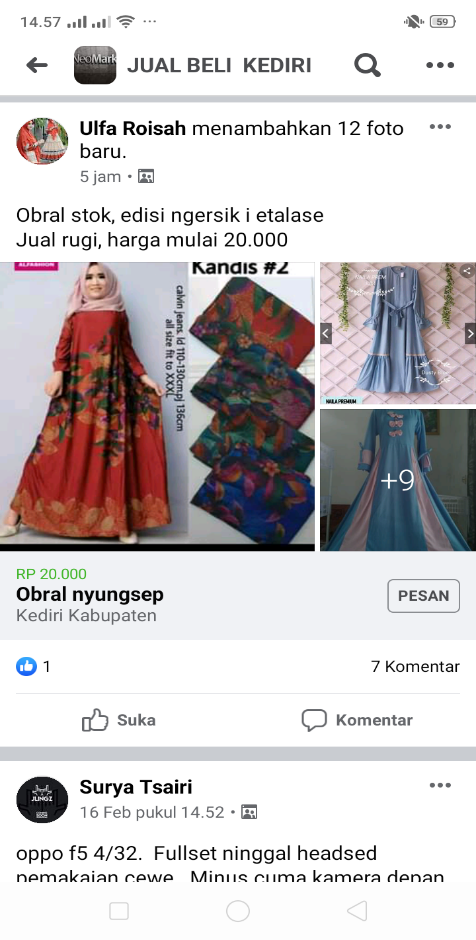 14.57
59
NeoMark
JUAL BELI KEDIRI
Ulfa Roisah menambahkan 12 foto
baru.
5 jam
Obral stok, edisi ngersik i etalase
Jual rugi, harga mulai 20.000
ALFASHION
Kandis #2
calvin jeans. ld 110-130cm.pj 136cm
all size fit to XXXL
NAILA PREMIUM
+9
RP 20.000
Obral nyungsep
Kediri Kabupaten
PESAN
1
7 Komentar
Suka
Komentar
JLINGZ
Surya Tsairi
16 Feb pukul 14.52
oppo f5 4/32. Fullset ninggal headsed
pemakaian cewe. Minus cuma kamera depan